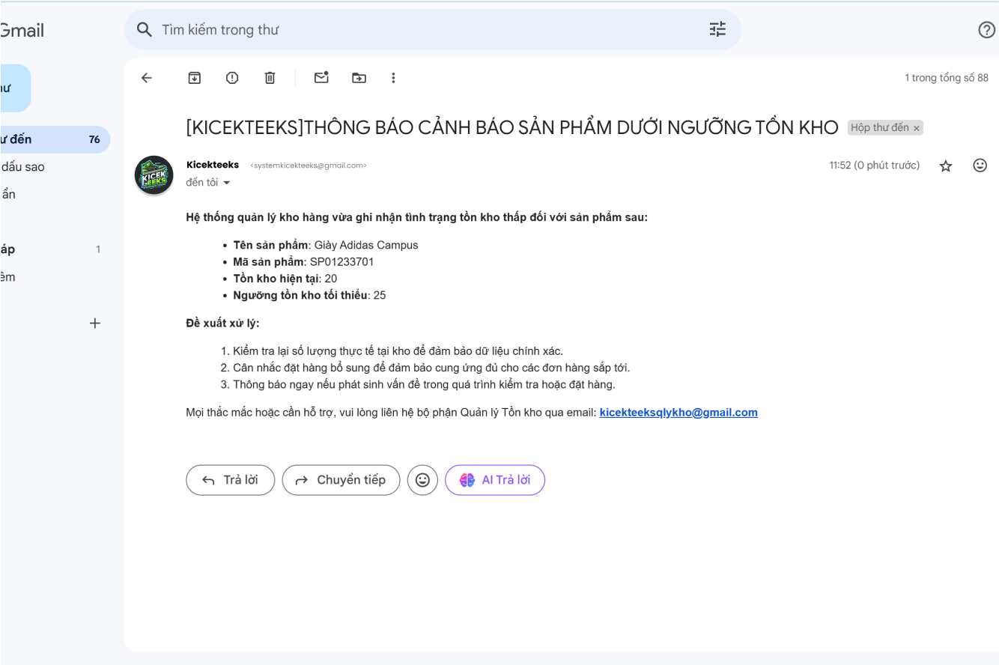 Gmail
Tìm kiếm trong thư
1 trong tổng số 88
[KICEKTEEKS]THÔNG BÁO CẢNH BÁO SẢN PHẨM DƯỚI NGƯỠNG TỒN KHO Hộp thư đến ×
76
dấu sao
ẩn
1
KICEK
EEKS
Kicekteeks <systemkicekteeks@gmail.com>
11:52 (0 phút trước)
đến tôi
Hệ thống quản lý kho hàng vừa ghi nhận tình trạng tồn kho thấp đối với sản phẩm sau:
• Tên sản phẩm: Giày Adidas Campus
• Mã sản phẩm: SP01233701
• Tồn kho hiện tại: 20
• Ngưỡng tồn kho tối thiểu: 25
Đề xuất xử lý:
1. Kiểm tra lại số lượng thực tế tại kho để đảm bảo dữ liệu chính xác.
2. Cân nhắc đặt hàng bổ sung để đảm bảo cung ứng đủ cho các đơn hàng sắp tới.
3. Thông báo ngay nếu phát sinh vấn đề trong quá trình kiểm tra hoặc đặt hàng.
Mọi thắc mắc hoặc cần hỗ trợ, vui lòng liên hệ bộ phận Quản lý Tồn kho qua email: kicekteeksqlykho@gmail.com
Trả lời
Chuyển tiếp
AI Trả lời